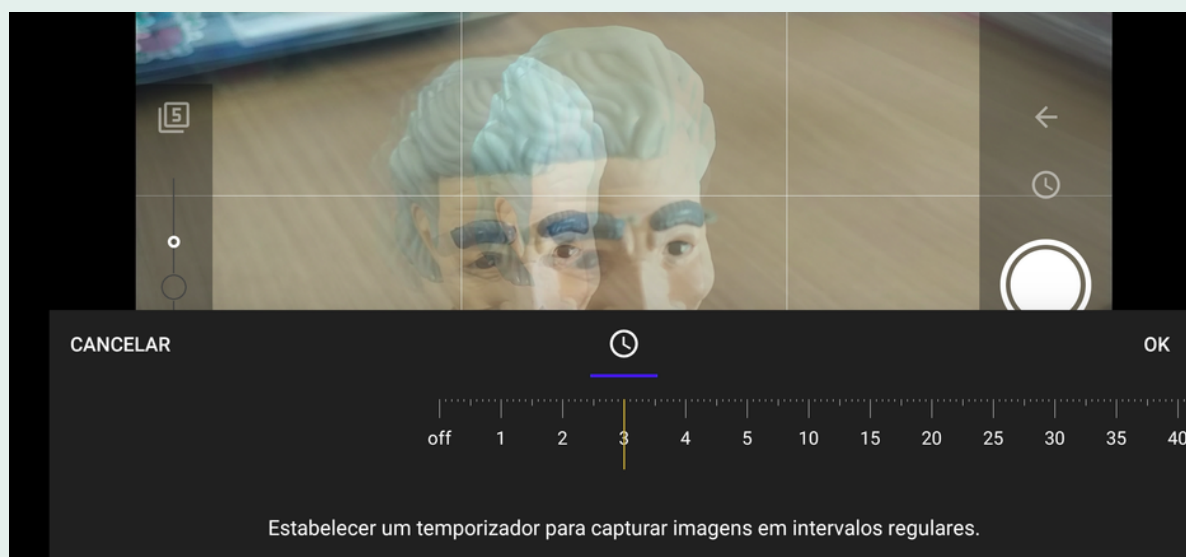 5
CANCELAR
OK
off 1 2 3 4 5 10 15 20 25 30 35 40
Estabelecer um temporizador para capturar imagens em intervalos regulares.